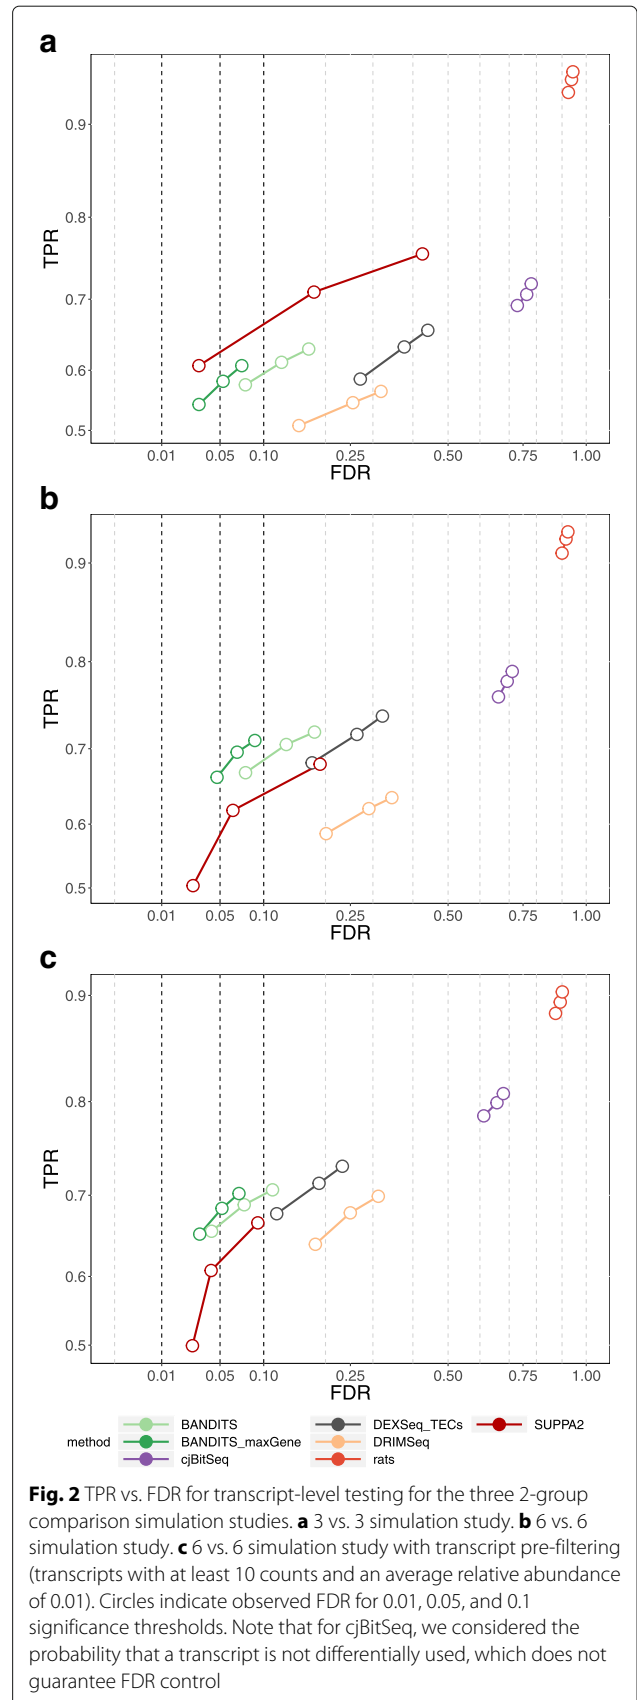 a
0.9
0.8
TPR
0.7
0.6
0.5
0.01 0.05 0.10 0.25 0.50 0.75 1.00
FDR
b
0.9
0.8
TPR
0.7
0.6
0.5
0.01 0.05 0.10 0.25 0.50 0.75 1.00
FDR
c
0.9
0.8
TPR
0.7
0.6
0.5
0.01 0.05 0.10 0.25 0.50 0.75 1.00
FDR
BANDITS DEXSeq_TECs SUPPA2
method BANDITS_maxGene DRIMSeq
cjBitSeq rats
Fig. 2 TPR vs. FDR for transcript-level testing for the three 2-group
comparison simulation studies. a 3 vs. 3 simulation study. b 6 vs. 6
simulation study. c 6 vs. 6 simulation study with transcript pre-filtering
(transcripts with at least 10 counts and an average relative abundance
of 0.01). Circles indicate observed FDR for 0.01, 0.05, and 0.1
significance thresholds. Note that for cjBitSeq, we considered the
probability that a transcript is not differentially used, which does not
guarantee FDR control